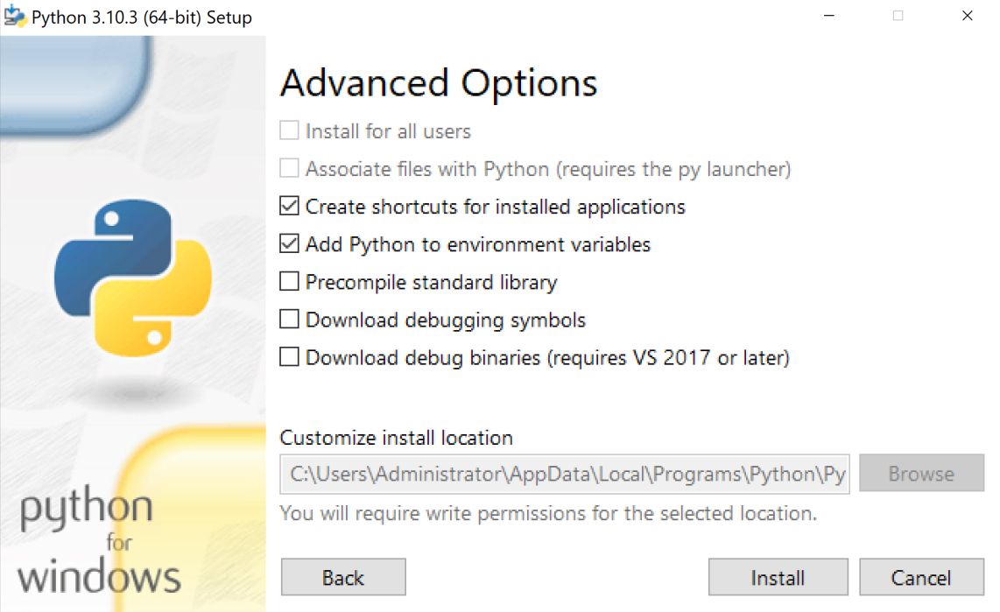 Python 3.10.3 (64-bit) Setup
Advanced Options
Install for all users
Associate files with Python (requires the py launcher)
Create shortcuts for installed applications
Add Python to environment variables
Precompile standard library
Download debugging symbols
Download debug binaries (requires VS 2017 or later)
Customize install location
C:\Users\Administrator\AppData\Local\Programs\Python\Py
Browse
You will require write permissions for the selected location.
python
for
windows
Back
Install
Cancel